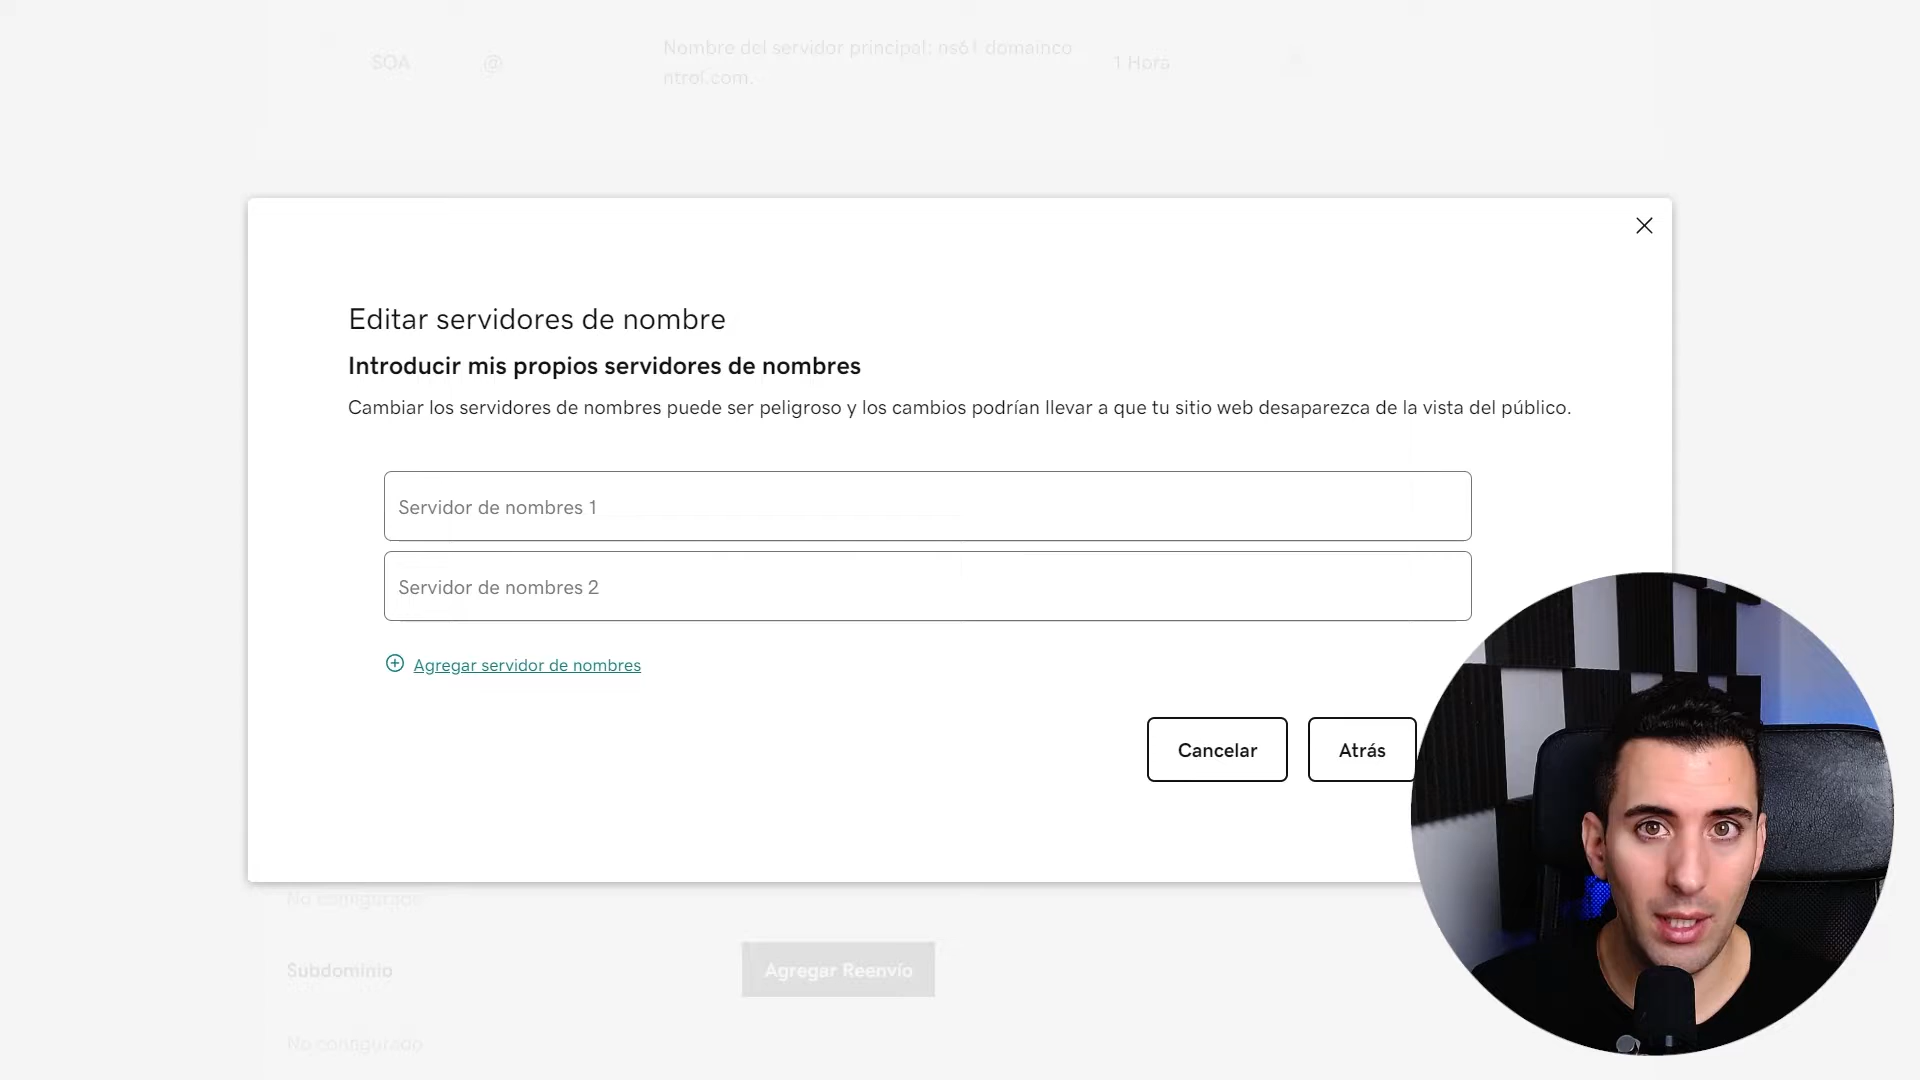 SOA @ Nombre del servidor principal: ns61.domainco 1 Hora
ntrol.com.
Editar servidores de nombre
Introducir mis propios servidores de nombres
Cambiar los servidores de nombres puede ser peligroso y los cambios podrían llevar a que tu sitio web desaparezca de la vista del público.
Servidor de nombres 1
Servidor de nombres 2
Agregar servidor de nombres
Cancelar Atrás
No configurado
Subdominio Agregar Reenvío
No configurado